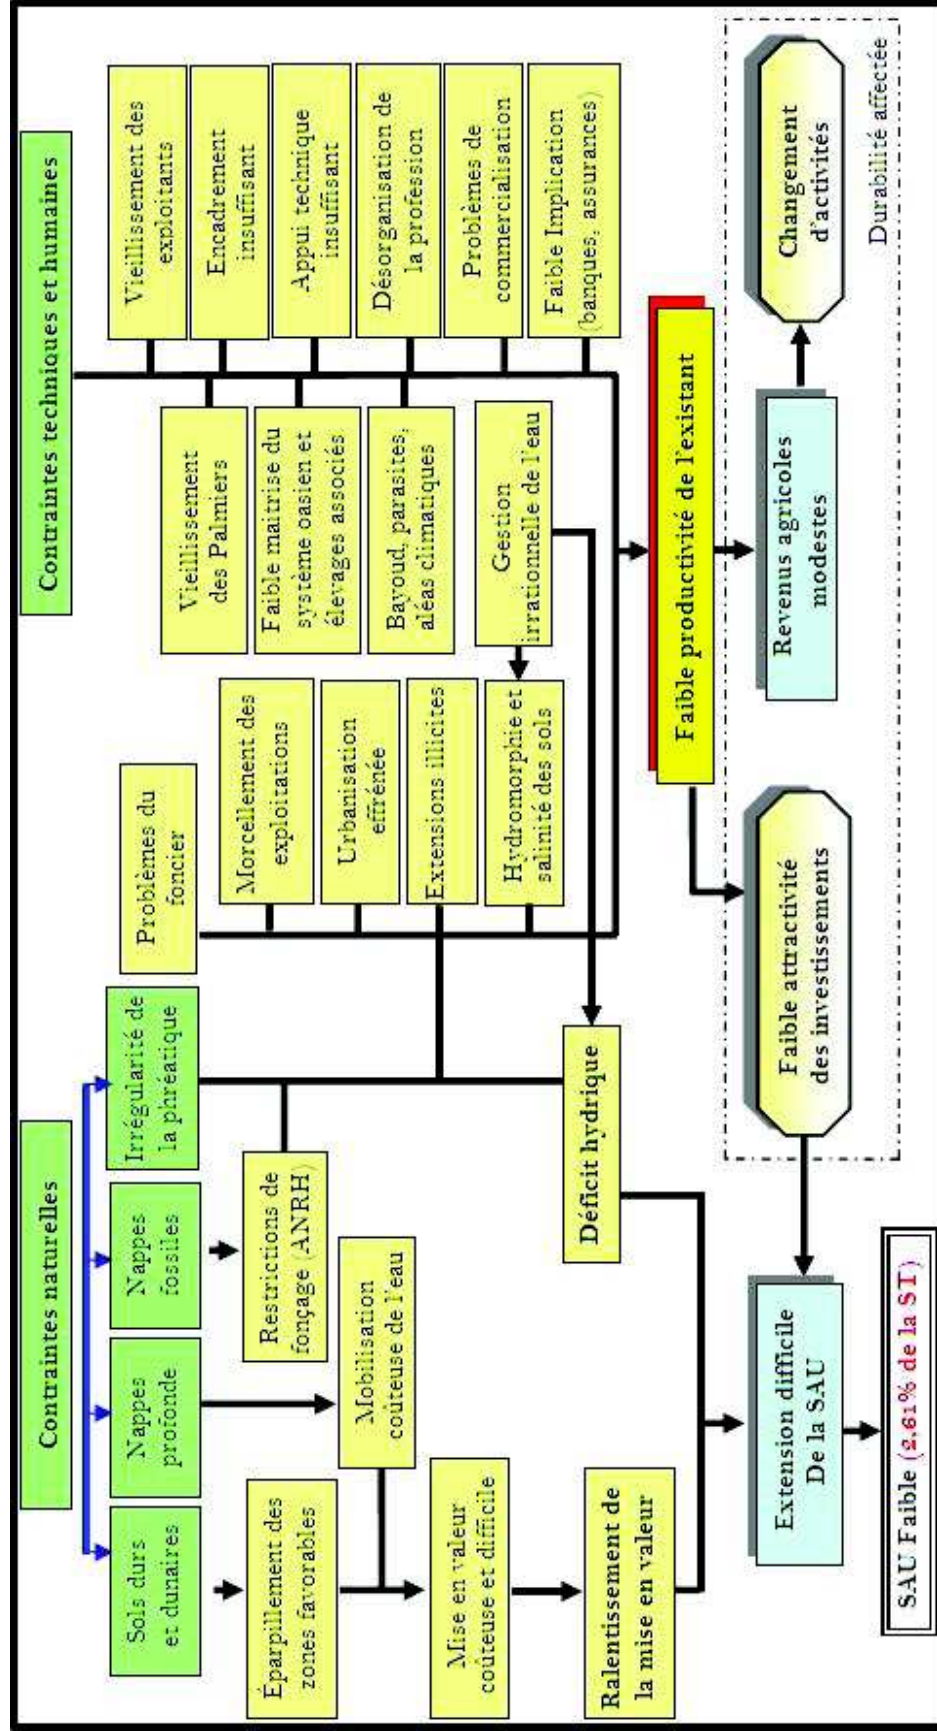 Contraintes naturelles
Contraintes techniques et humaines
Sols durs
et dunaires
Nappes
profonde
Nappes
fossiles
Irrégularité de
la phréatique
Problèmes du
foncier
Éparpillement des
zones favorables
Mobilisation
coûteuse de l'eau
Restrictions de
fonçage (ANRH)
Mise en valeur
coûteuse et difficile
Ralentissement de
la mise en valeur
Déficit hydrique
Morcellement des
exploitations
Urbanisation
effrénée
Extensions illicites
Hydromorphie et
salinité des sols
Vieillissement
des Palmiers
Faible maitrise du
système oasien et
élevages associés
Bayoud, parasites,
aléas climatiques
Gestion
irrationnelle de l'eau
Vieillissement des
exploitants
Encadrement
insuffisant
Appui technique
insuffisant
Désorganisation de
la profession
Problèmes de
commercialisation
Faible Implication
(banques, assurances)
Faible productivité de l'existant
Extension difficile
De la SAU
Faible attractivité
des investissements
Revenus agricoles
modestes
Changement
d'activités
Durabilité affectée
SAU Faible (2.61% de la ST)